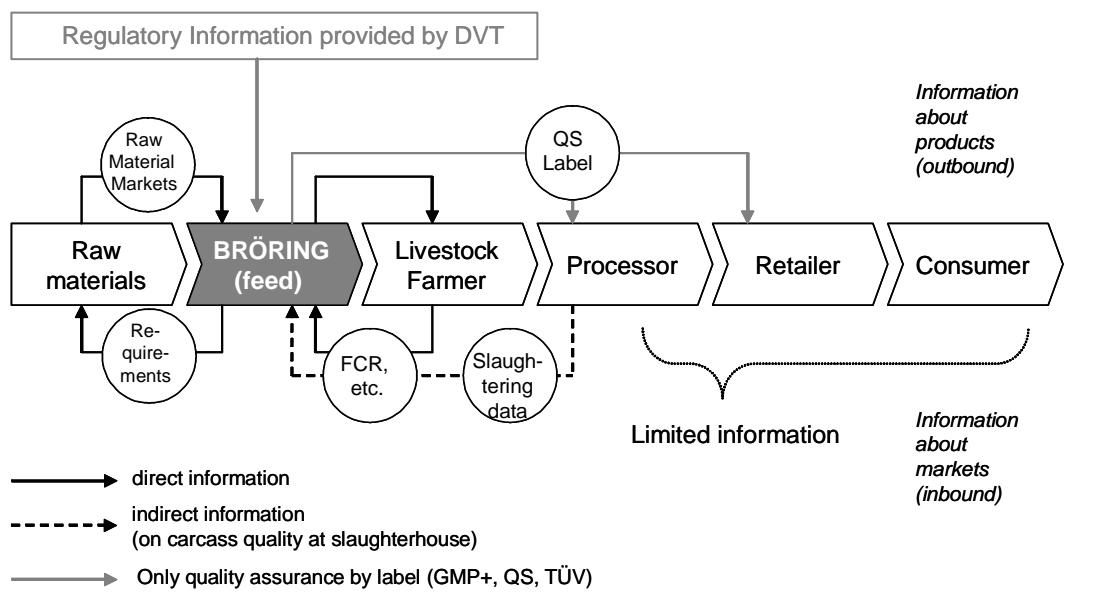 Regulatory Information provided by DVT
Information
about
products
(outbound)
Raw
Material
Markets
QS
Label
Raw
materials
BRÖRING
(feed)
Livestock
Farmer
Processor
Retailer
Consumer
Re-
quire-
ments
FCR,
etc.
Slaugh-
tering
data
Limited information
Information
about
markets
(inbound)
direct information
indirect information
(on carcass quality at slaughterhouse)
Only quality assurance by label (GMP+, QS, TÜV)